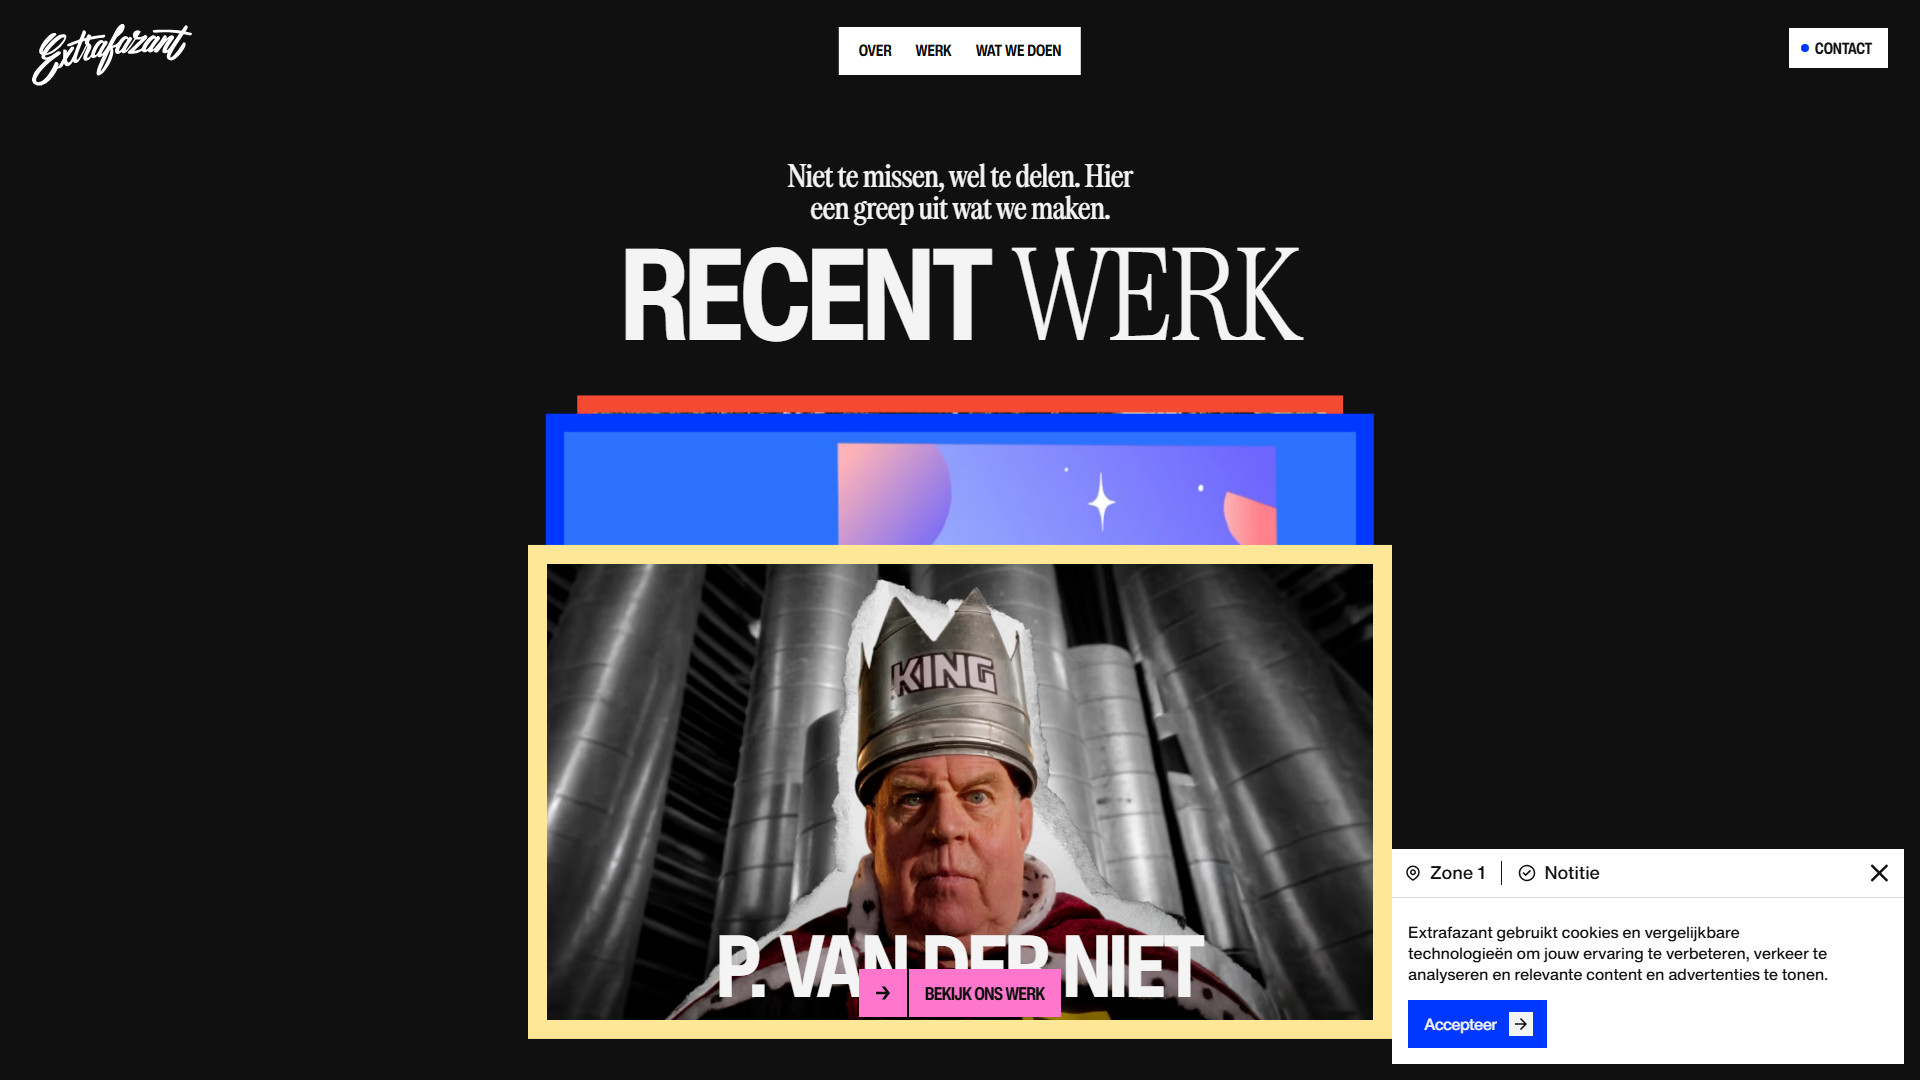 Extrafazant
OVER WERK WAT WE DOEN
CONTACT
Niet te missen, wel te delen. Hier
een greep uit wat we maken.
RECENT WERK
KING
P. VAN DER NIET
BEKIJK ONS WERK
Zone 1 Notitie
Extrafazant gebruikt cookies en vergelijkbare
technologieën om jouw ervaring te verbeteren, verkeer te
analyseren en relevante content en advertenties te tonen.
Accepteer